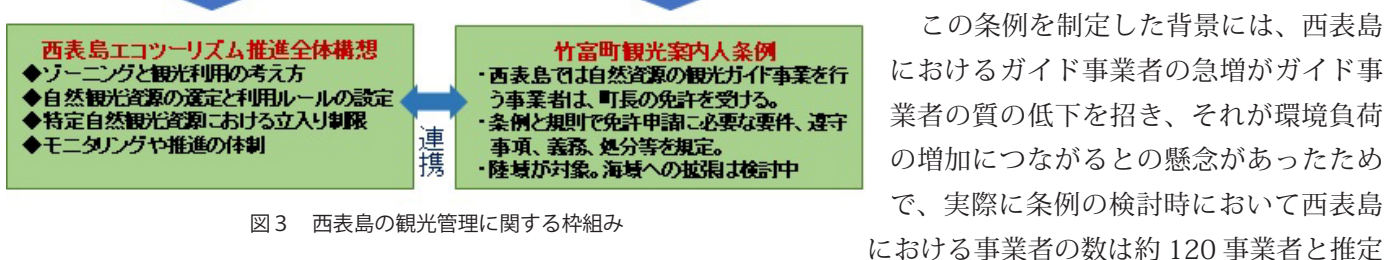 西表島エコツーリズム推進全体構想
◆ゾーニングと観光利用の考え方
◆自然観光資源の選定と利用ルールの設定
◆特定自然観光資源における立入り制限
◆モニタリングや推進の体制
連携
竹富町観光案内人条例
・西表島では自然資源の観光ガイド事業を行
う事業者は、町長の免許を受ける。
・条例と規則で免許申請に必要な要件、遵守
事項、義務、処分等を規定。
・陸域が対象。海域への拡張は検討中
図3 西表島の観光管理に関する枠組み
この条例を制定した背景には、西表島
におけるガイド事業者の急増がガイド事
業者の質の低下を招き、それが環境負荷
の増加につながるとの懸念があったため
で、実際に条例の検討時において西表島
における事業者の数は約 120 事業者と推定